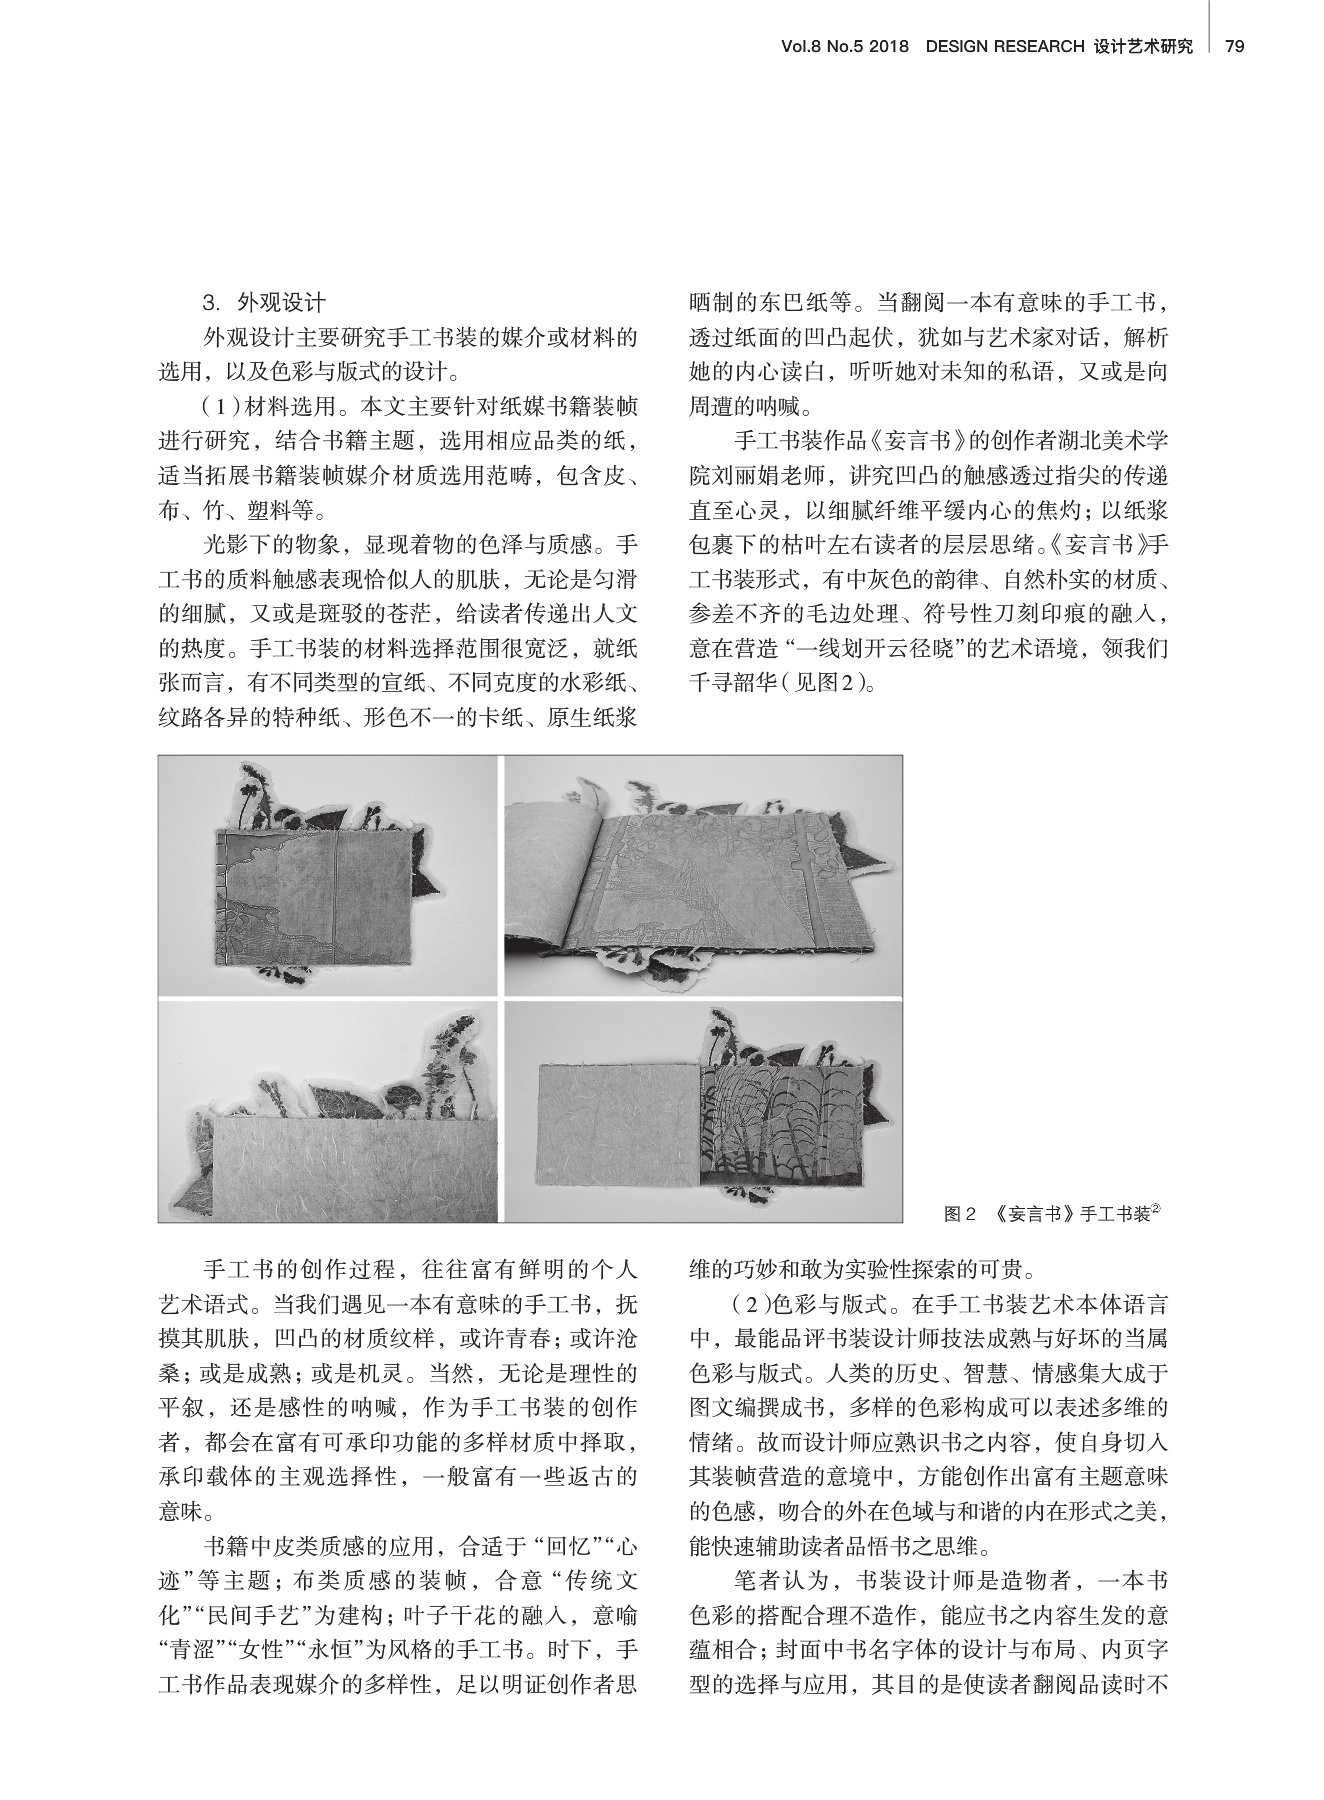 Vol.8 No.5 2018 DESIGN RESEARCH 设计艺术研究 79
3. 外观设计
外观设计主要研究手工书装的媒介或材料的
选用，以及色彩与版式的设计。
（1）材料选用。本文主要针对纸媒书籍装帧
进行研究，结合书籍主题，选用相应品类的纸，
适当拓展书籍装帧媒介材质选用范畴，包含皮、
布、竹、塑料等。
光影下的物象，显现着物的色泽与质感。手
工书的质料触感表现恰似人的肌肤，无论是匀滑
的细腻，又或是斑驳的苍茫，给读者传递出人文
的热度。手工书装的材料选择范围很宽泛，就纸
张而言，有不同类型的宣纸、不同克度的水彩纸、
纹路各异的特种纸、形色不一的卡纸、原生纸浆
晒制的东巴纸等。当翻阅一本有意味的手工书，
透过纸面的凹凸起伏，犹如与艺术家对话，解析
她的内心读白，听听她对未知的私语，又或是向
周遭的呐喊。
手工书装作品《妄言书》的创作者湖北美术学
院刘丽娟老师，讲究凹凸的触感透过指尖的传递
直至心灵，以细腻纤维平缓内心的焦灼；以纸浆
包裹下的枯叶左右读者的层层思绪。《妄言书》手
工书装形式，有中灰色的韵律、自然朴实的材质、
参差不齐的毛边处理、符号性刀刻印痕的融入，
意在营造“一线划开云径晓”的艺术语境，领我们
千寻韶华（见图2）。
图2 《妄言书》手工书装②
手工书的创作过程，往往富有鲜明的个人
艺术语式。当我们遇见一本有意味的手工书，抚
摸其肌肤，凹凸的材质纹样，或许青春；或许沧
桑；或是成熟；或是机灵。当然，无论是理性的
平叙，还是感性的呐喊，作为手工书装的创作
者，都会在富有可承印功能的多样材质中择取，
承印载体的主观选择性，一般富有一些返古的
意味。
书籍中皮类质感的应用，合适于“回忆”“心
迹”等主题；布类质感的装帧，合意“传统文
化”“民间手艺”为建构；叶子干花的融入，意喻
“青涩”“女性”“永恒”为风格的手工书。时下，手
工书作品表现媒介的多样性，足以明证创作者思
维的巧妙和敢为实验性探索的可贵。
（2）色彩与版式。在手工书装艺术本体语言
中，最能品评书装设计师技法成熟与好坏的当属
色彩与版式。人类的历史、智慧、情感集大成于
图文编撰成书，多样的色彩构成可以表述多维的
情绪。故而设计师应熟识书之内容，使自身切入
其装帧营造的意境中，方能创作出富有主题意味
的色感，吻合的外在色域与和谐的内在形式之美，
能快速辅助读者品悟书之思维。
笔者认为，书装设计师是造物者，一本书
色彩的搭配合理不造作，能应书之内容生发的意
蕴相合；封面中书名字体的设计与布局、内页字
型的选择与应用，其目的是使读者翻阅品读时不